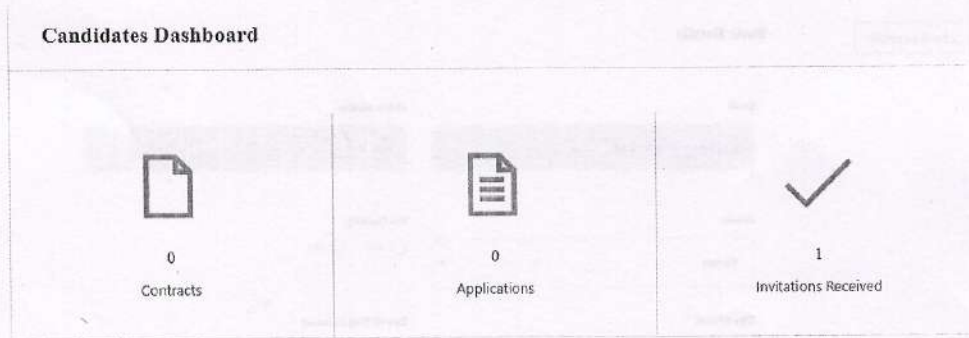 Candidates Dashboard
0
Contracts
0
Applications
1
Invitations Received